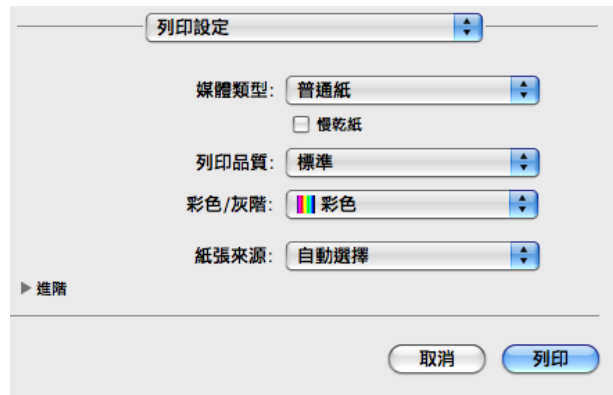 列印設定
媒體類型: 普通紙
慢乾紙
列印品質: 標準
彩色/灰階: 彩色
紙張來源: 自動選擇
進階
取消 列印